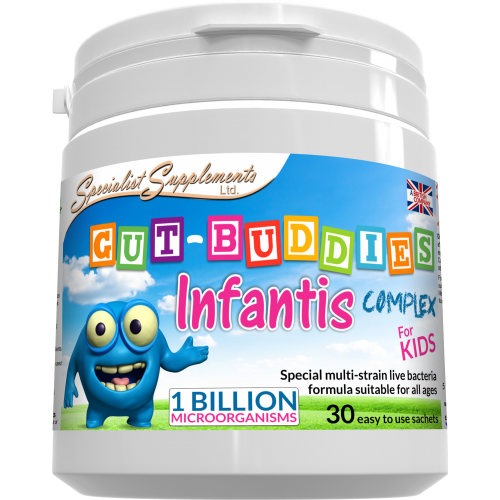 Specialist Supplements
Ltd.
GUT-BUDDIES
Infantis COMPLEX
For
KIDS
Special multi-strain live bacteria
formula suitable for all ages
1 BILLION
MICROORGANISMS
30 easy to use sachets